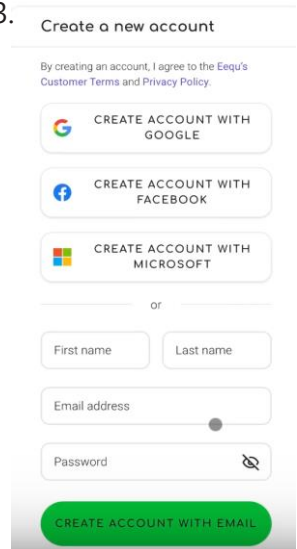 3.
Create a new account
By creating an account, I agree to the Eequ's
Customer Terms and Privacy Policy.
CREATE ACCOUNT WITH
GOOGLE
CREATE ACCOUNT WITH
FACEBOOK
CREATE ACCOUNT WITH
MICROSOFT
or
First name Last name
Email address
Password
CREATE ACCOUNT WITH EMAIL